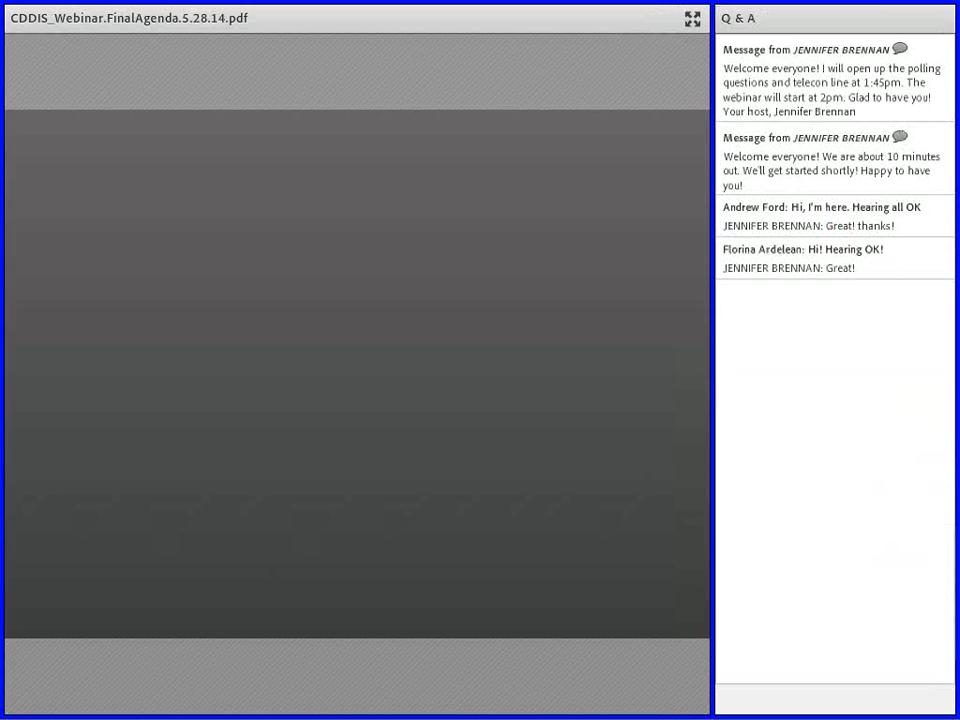 CDDIS_Webinar.FinalAgenda.5.28.14.pdf
Q & A
Message from JENNIFER BRENNAN
Welcome everyone! I will open up the polling
questions and telecon line at 1:45pm. The
webinar will start at 2pm. Glad to have you!
Your host, Jennifer Brennan
Message from JENNIFER BRENNAN
Welcome everyone! We are about 10 minutes
out. We'll get started shortly! Happy to have
you!
Andrew Ford: Hi, I'm here. Hearing all OK
JENNIFER BRENNAN: Great! thanks!
Florina Ardelean: Hi! Hearing OK!
JENNIFER BRENNAN: Great!